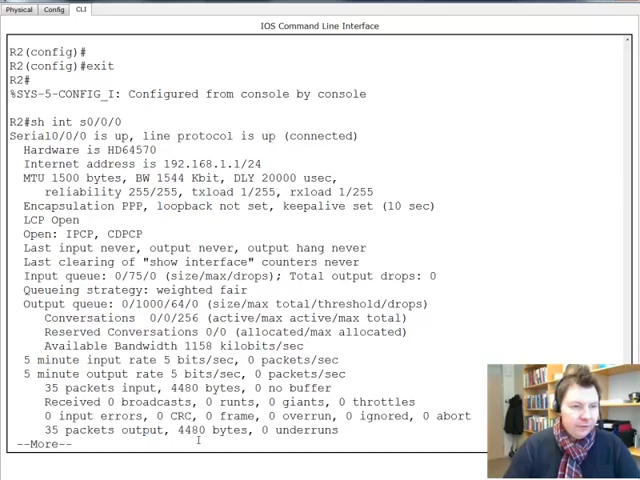 Physical Config CLI
IOS Command Line Interface
R2(config)#
R2(config)#exit
R2#
%SYS-5-CONFIG_I: Configured from console by console
R2#sh int s0/0/0
Serial0/0/0 is up, line protocol is up (connected)
Hardware is HD64570
Internet address is 192.168.1.1/24
MTU 1500 bytes, BW 1544 Kbit, DLY 20000 usec,
reliability 255/255, txload 1/255, rxload 1/255
Encapsulation PPP, loopback not set, keepalive set (10 sec)
LCP Open
Open: IPCP, CDPCP
Last input never, output never, output hang never
Last clearing of "show interface" counters never
Input queue: 0/75/0 (size/max/drops); Total output drops: 0
Queueing strategy: weighted fair
Output queue: 0/1000/64/0 (size/max total/threshold/drops)
Conversations 0/0/256 (active/max active/max total)
Reserved Conversations 0/0 (allocated/max allocated)
Available Bandwidth 1158 kilobits/sec
5 minute input rate 5 bits/sec, 0 packets/sec
5 minute output rate 5 bits/sec, 0 packets/sec
35 packets input, 4480 bytes, 0 no buffer
Received 0 broadcasts, 0 runts, 0 giants, 0 throttles
0 input errors, 0 CRC, 0 frame, 0 overrun, 0 ignored, 0 abort
35 packets output, 4480 bytes, 0 underruns
--More--